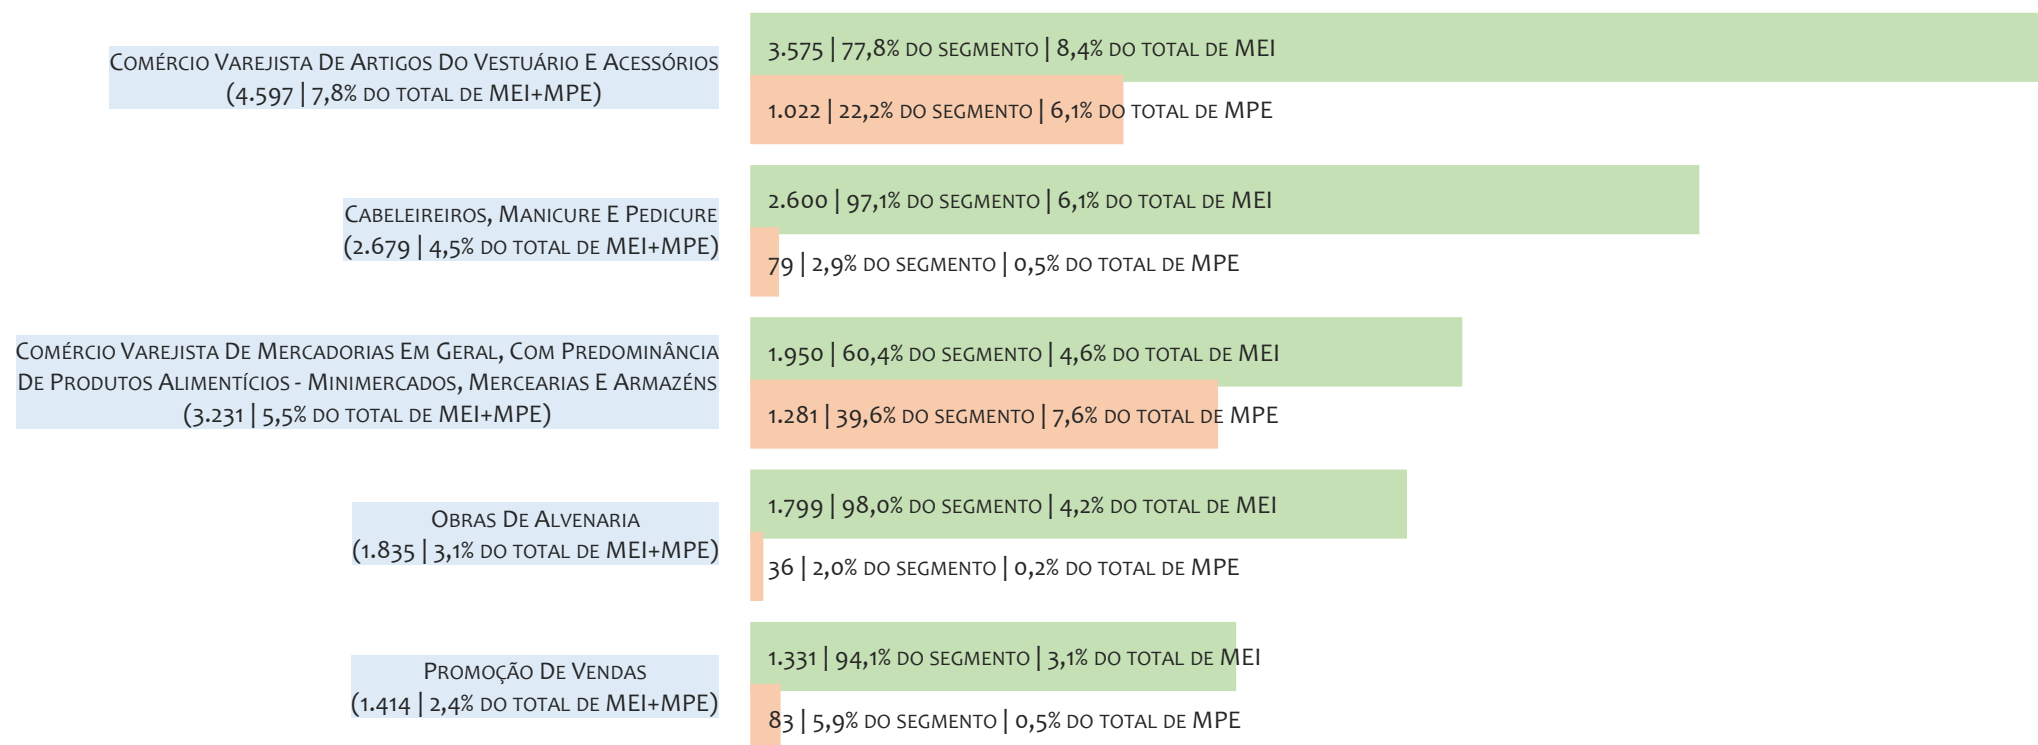 Comércio Varejista De Artigos Do Vestuário E Acessórios
(4.597 | 7,8% do total de MEI+MPE)
3.575 | 77,8% do segmento | 8,4% do total de MEI
1.022 | 22,2% do segmento | 6,1% do total de MPE
Cabeleireiros, Manicure E Pedicure
(2.679 | 4,5% do total de MEI+MPE)
2.600 | 97,1% do segmento | 6,1% do total de MEI
79 | 2,9% do segmento | 0,5% do total de MPE
Comércio Varejista De Mercadorias Em Geral, Com Predominância
De Produtos Alimentícios - Minimercados, Mercearias E Armazéns
(3.231 | 5,5% do total de MEI+MPE)
1.950 | 60,4% do segmento | 4,6% do total de MEI
1.281 | 39,6% do segmento | 7,6% do total de MPE
Obras De Alvenaria
(1.835 | 3,1% do total de MEI+MPE)
1.799 | 98,0% do segmento | 4,2% do total de MEI
36 | 2,0% do segmento | 0,2% do total de MPE
Promoção De Vendas
(1.414 | 2,4% do total de MEI+MPE)
1.331 | 94,1% do segmento | 3,1% do total de MEI
83 | 5,9% do segmento | 0,5% do total de MPE